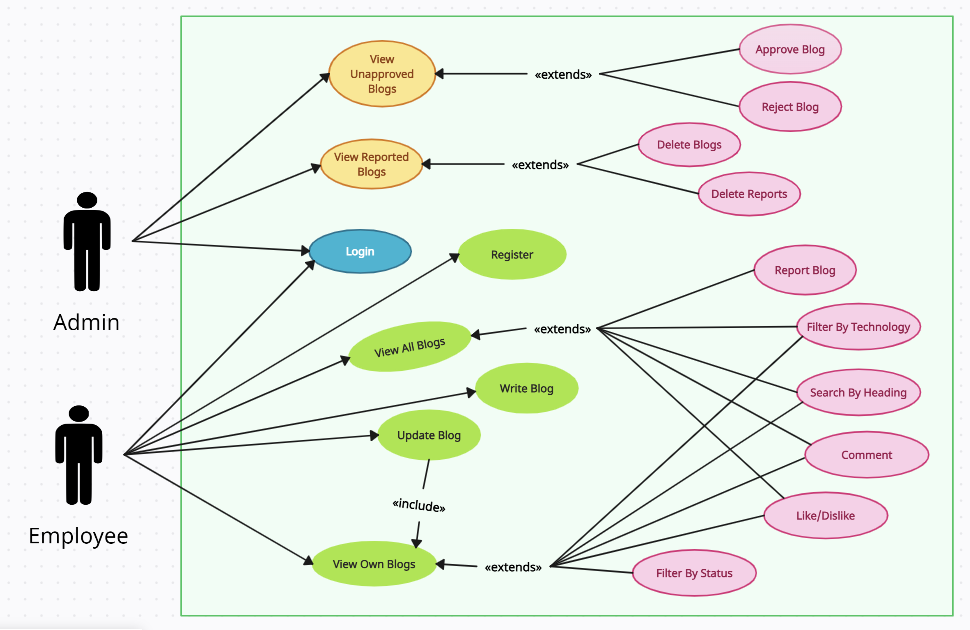 View
Unapproved
Blogs
«extends»
Approve Blog
Reject Blog
View Reported
Blogs
«extends»
Delete Blogs
Delete Reports
Admin
Login
Register
Report Blog
View All Blogs
«extends»
Filter By Technology
Write Blog
Search By Heading
Update Blog
Comment
«include»
Like/Dislike
Employee
View Own Blogs
«extends»
Filter By Status